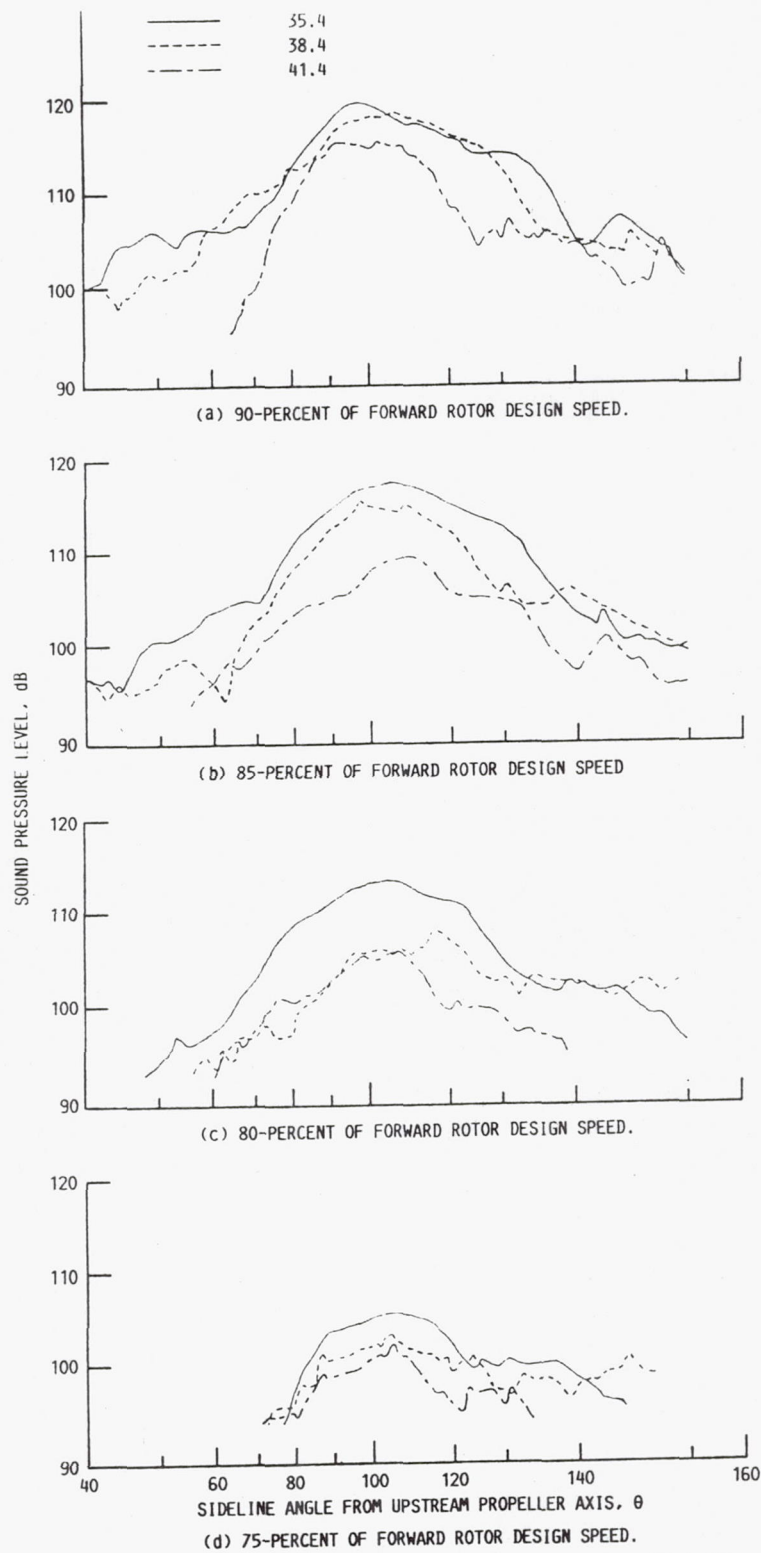 35.4
38.4
41.4
120
110
100
90
(a) 90-PERCENT OF FORWARD ROTOR DESIGN SPEED.
120
110
100
90
(b) 85-PERCENT OF FORWARD ROTOR DESIGN SPEED
SOUND PRESSURE LEVEL, dB
120
110
100
90
(c) 80-PERCENT OF FORWARD ROTOR DESIGN SPEED.
120
110
100
90
40 60 80 100 120 140 160
SIDELINE ANGLE FROM UPSTREAM PROPELLER AXIS, θ
(d) 75-PERCENT OF FORWARD ROTOR DESIGN SPEED.